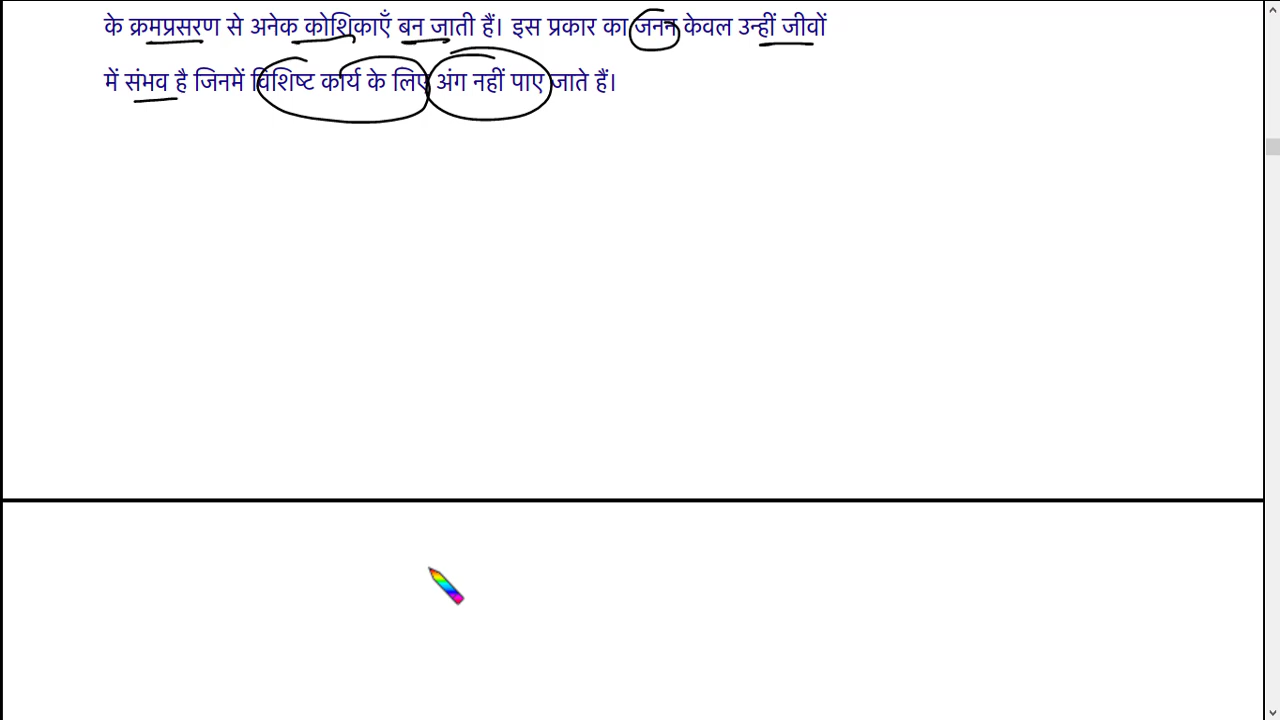 के क्रमप्रसरण से अनेक कोशिकाएँ बन जाती हैं। इस प्रकार का जनन केवल उन्हीं जीवों
में संभव है जिनमें विशिष्ट कार्य के लिए अंग नहीं पाए जाते हैं।